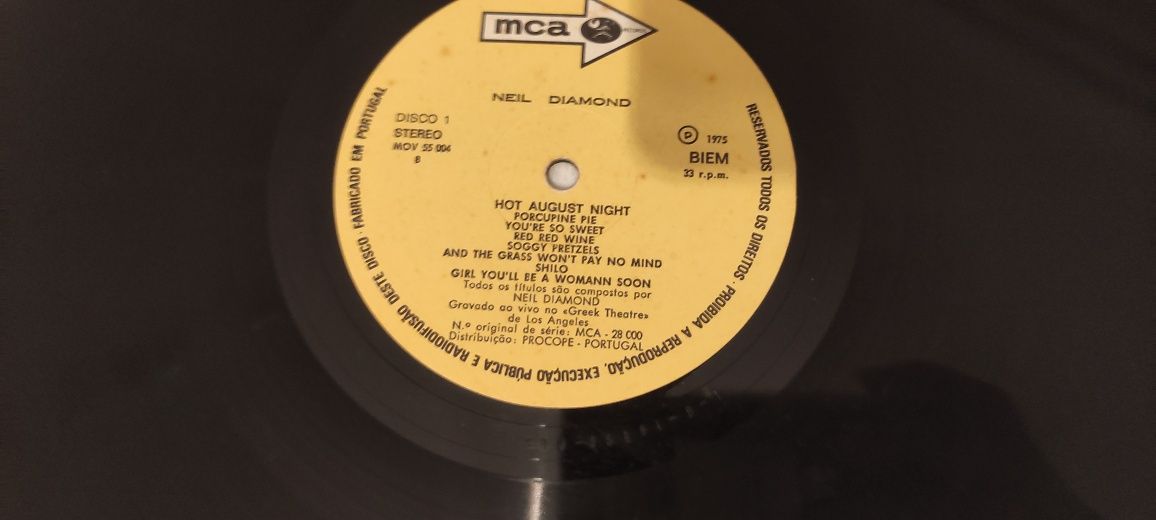 mca
RECORDS
NEIL DIAMOND
DISCO 1
STEREO
MOV 55 004
B
P 1975
BIEM
33 r.p.m.
HOT AUGUST NIGHT
PORCUPINE PIE
YOU'RE SO SWEET
RED RED WINE
SOGGY PRETZELS
AND THE GRASS WON'T PAY NO MIND
SHILO
GIRL YOU'LL BE A WOMANN SOON
Todos os títulos são compostos por
NEIL DIAMOND
Gravado ao vivo no «Greek Theatre»
de Los Angeles
N.º original de série: MCA - 28 000
Distribuição: PROCOPE - PORTUGAL
RESERVADOS TODOS OS DIREITOS · PROIBIDA A REPRODUÇÃO, EXECUÇÃO PÚBLICA E RADIODIFUSÃO DESTE DISCO · FABRICADO EM PORTUGAL